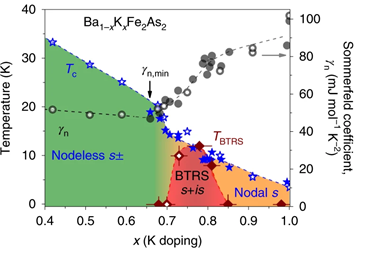 Ba1−xKxFe2As2
40
30
20
10
0
Temperature (K)
Tc
γn,min
γn
TBTRS
Nodeless s±
BTRS
s+is
Nodal s
100
80
60
40
20
0
Sommerfeld coefficient,
γn (mJ mol−1 K−2)
0.4
0.5
0.6
0.7
0.8
0.9
1.0
x (K doping)